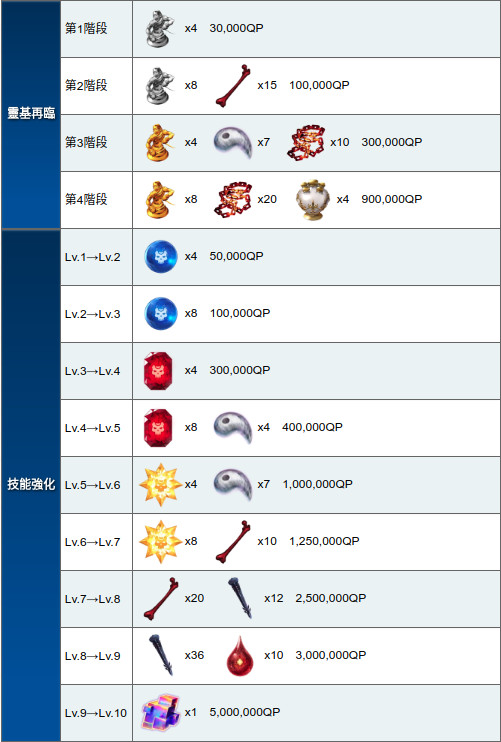 靈基再臨
第1階段 x4 30,000QP
第2階段 x8 x15 100,000QP
第3階段 x4 x7 x10 300,000QP
第4階段 x8 x20 x4 900,000QP
技能強化
Lv.1→Lv.2 x4 50,000QP
Lv.2→Lv.3 x8 100,000QP
Lv.3→Lv.4 x4 300,000QP
Lv.4→Lv.5 x8 x4 400,000QP
Lv.5→Lv.6 x4 x7 1,000,000QP
Lv.6→Lv.7 x8 x10 1,250,000QP
Lv.7→Lv.8 x20 x12 2,500,000QP
Lv.8→Lv.9 x36 x10 3,000,000QP
Lv.9→Lv.10 x1 5,000,000QP